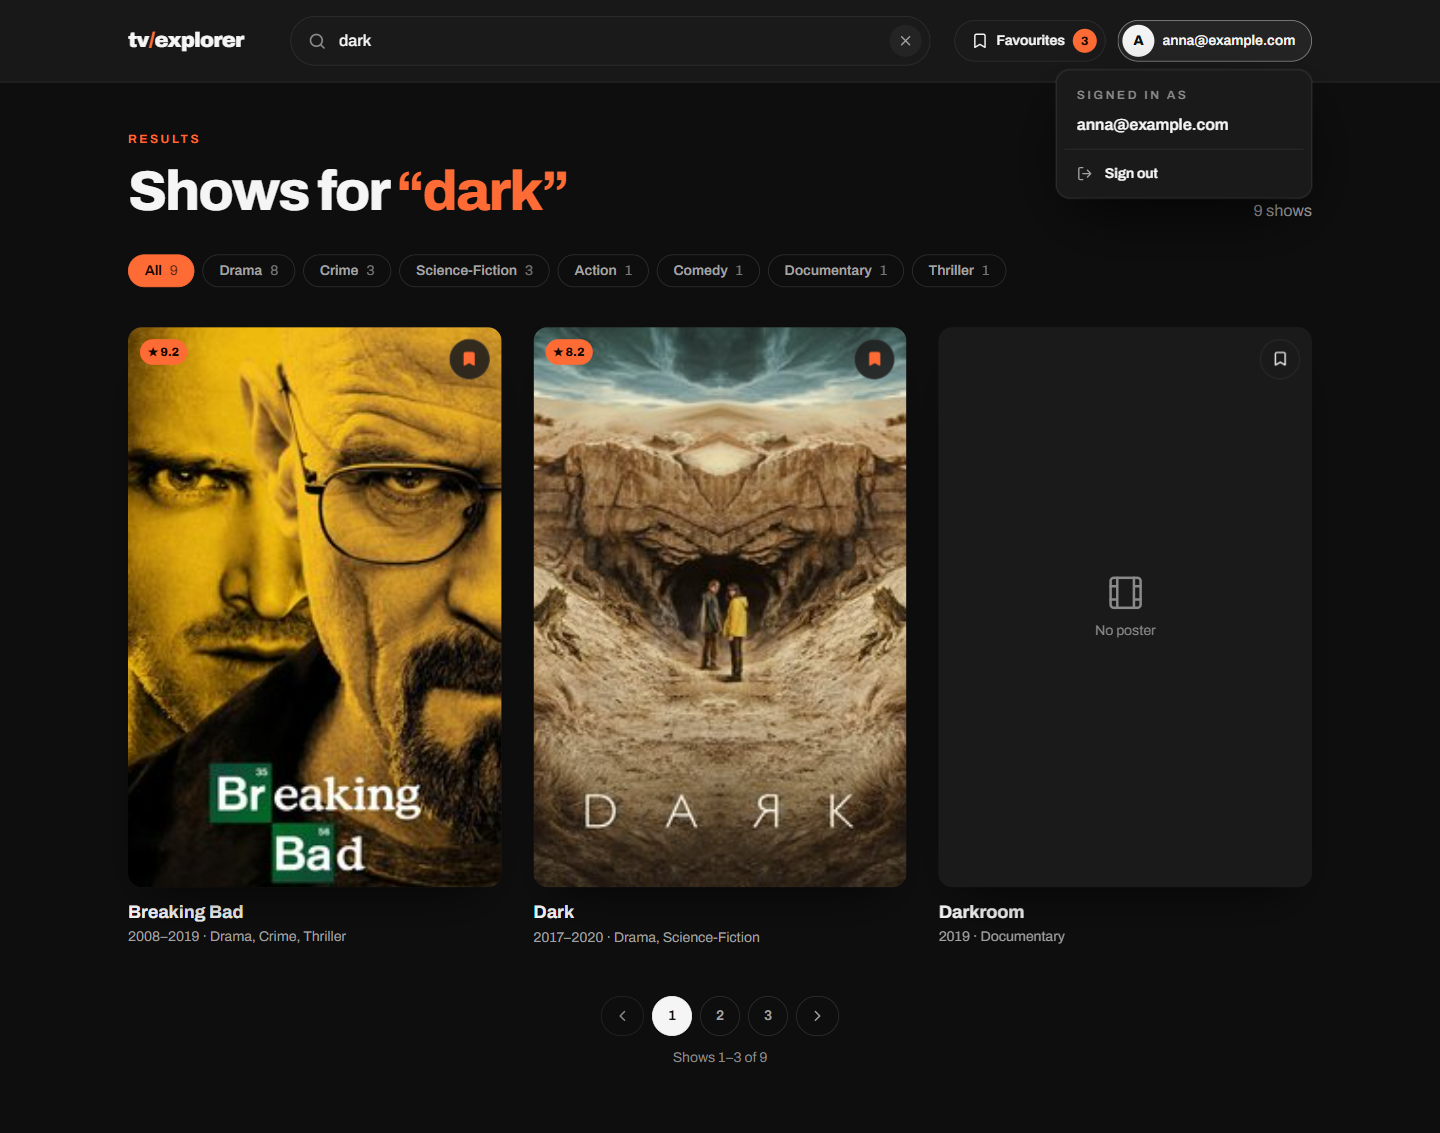 tv/explorer
dark
Favourites 3
A anna@example.com
SIGNED IN AS
anna@example.com
Sign out
RESULTS
Shows for “dark”
9 shows
All 9
Drama 8
Crime 3
Science-Fiction 3
Action 1
Comedy 1
Documentary 1
Thriller 1
★ 9.2
35
Breaking
56
Bad
★ 8.2
DAЯK
No poster
Breaking Bad
2008–2019 · Drama, Crime, Thriller
Dark
2017–2020 · Drama, Science-Fiction
Darkroom
2019 · Documentary
1 2 3
Shows 1–3 of 9